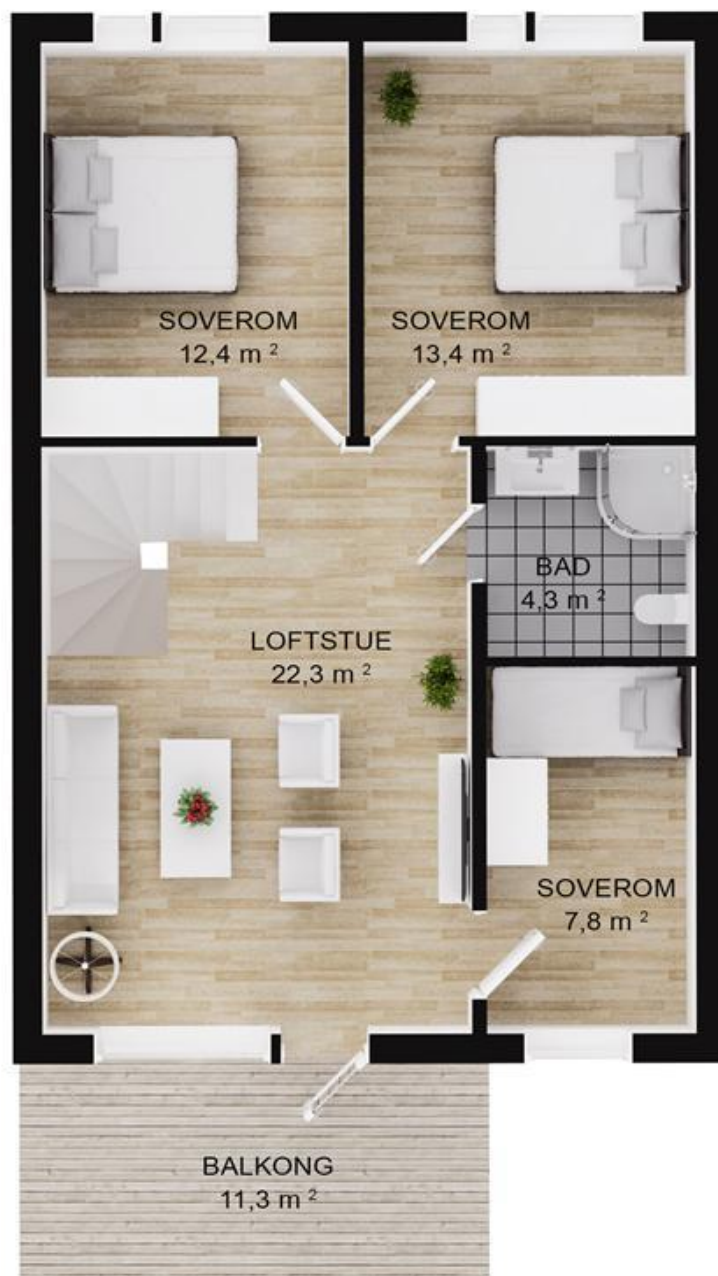 SOVEROM
12,4 m ²
SOVEROM
13,4 m ²
BAD
4,3 m ²
LOFTSTUE
22,3 m ²
SOVEROM
7,8 m ²
BALKONG
11,3 m ²